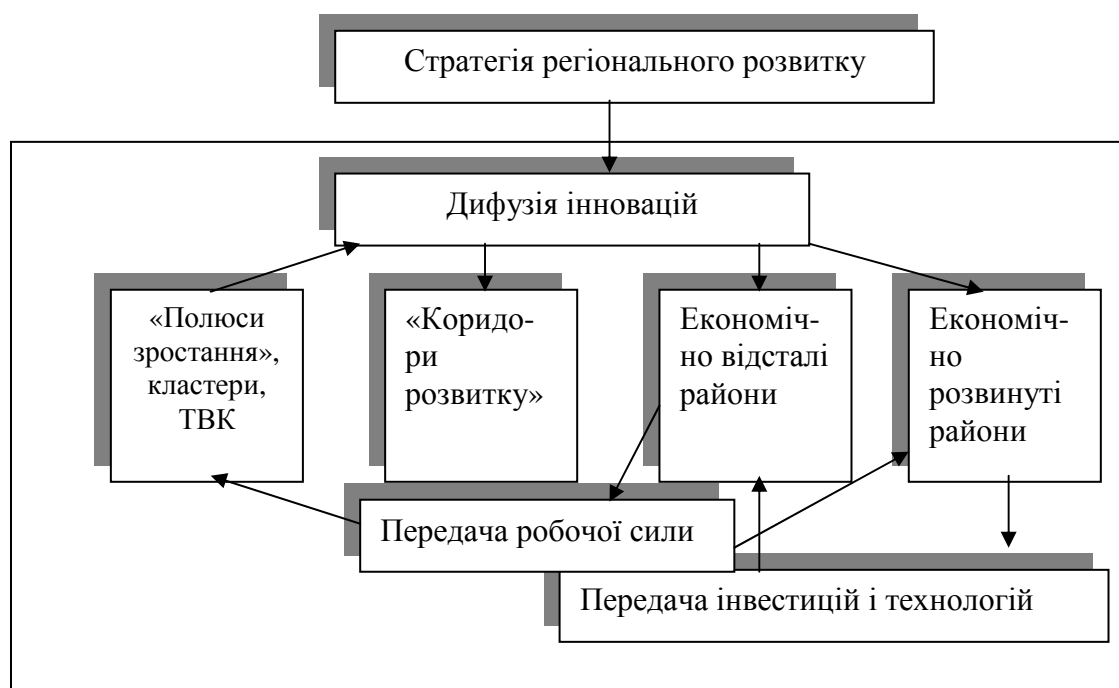 Стратегія регіонального розвитку
Дифузія інновацій
«Полюси
зростання»,
кластери,
ТВК
«Коридо-
ри
розвитку»
Економіч-
но відсталі
райони
Економіч-
но
розвинуті
райони
Передача робочої сили
Передача інвестицій і технологій